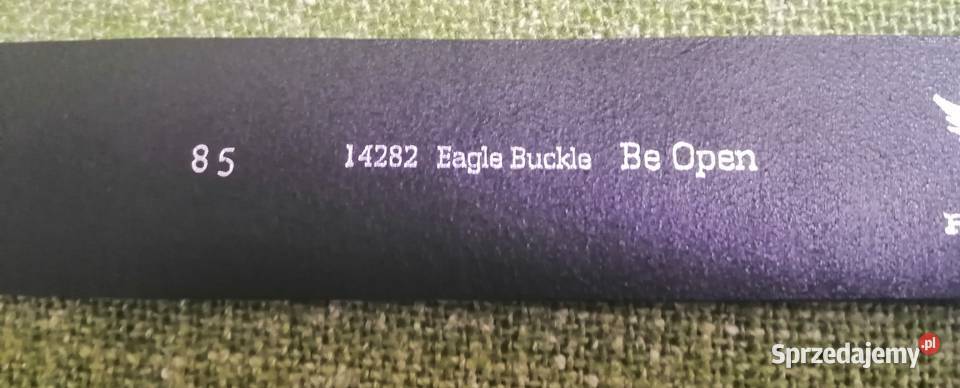 85 14282 Eagle Buckle Be Open
Sprzedajemy.pl